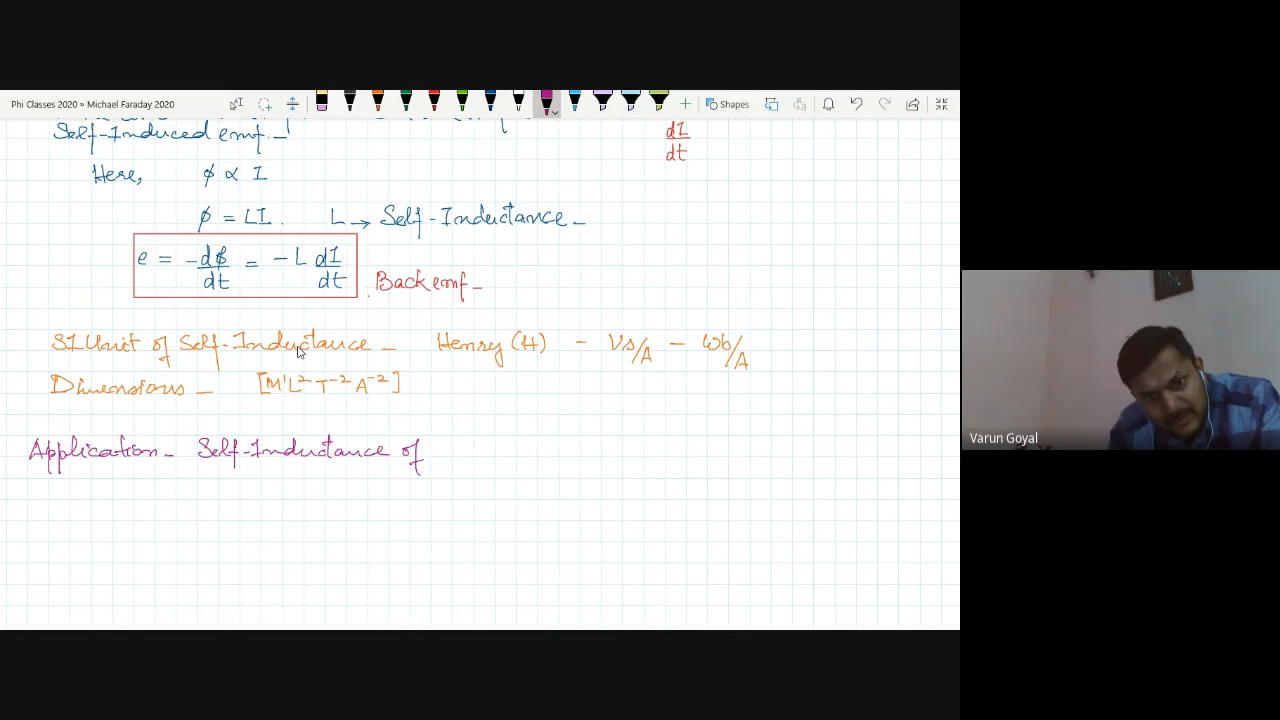 Phi Classes 2020 » Michael Faraday 2020
Shapes
Self-Induced emf. -
dI/dt
Here, ϕ ∝ I
ϕ = LI. L → Self-Inductance -
e = -dϕ/dt = -L dI/dt
Back emf -
SI Unit of Self-Inductance - Henry (H) - Vs/A - Wb/A
Dimensions - [M¹L² T⁻² A⁻²]
Application - Self-Inductance of
Varun Goyal